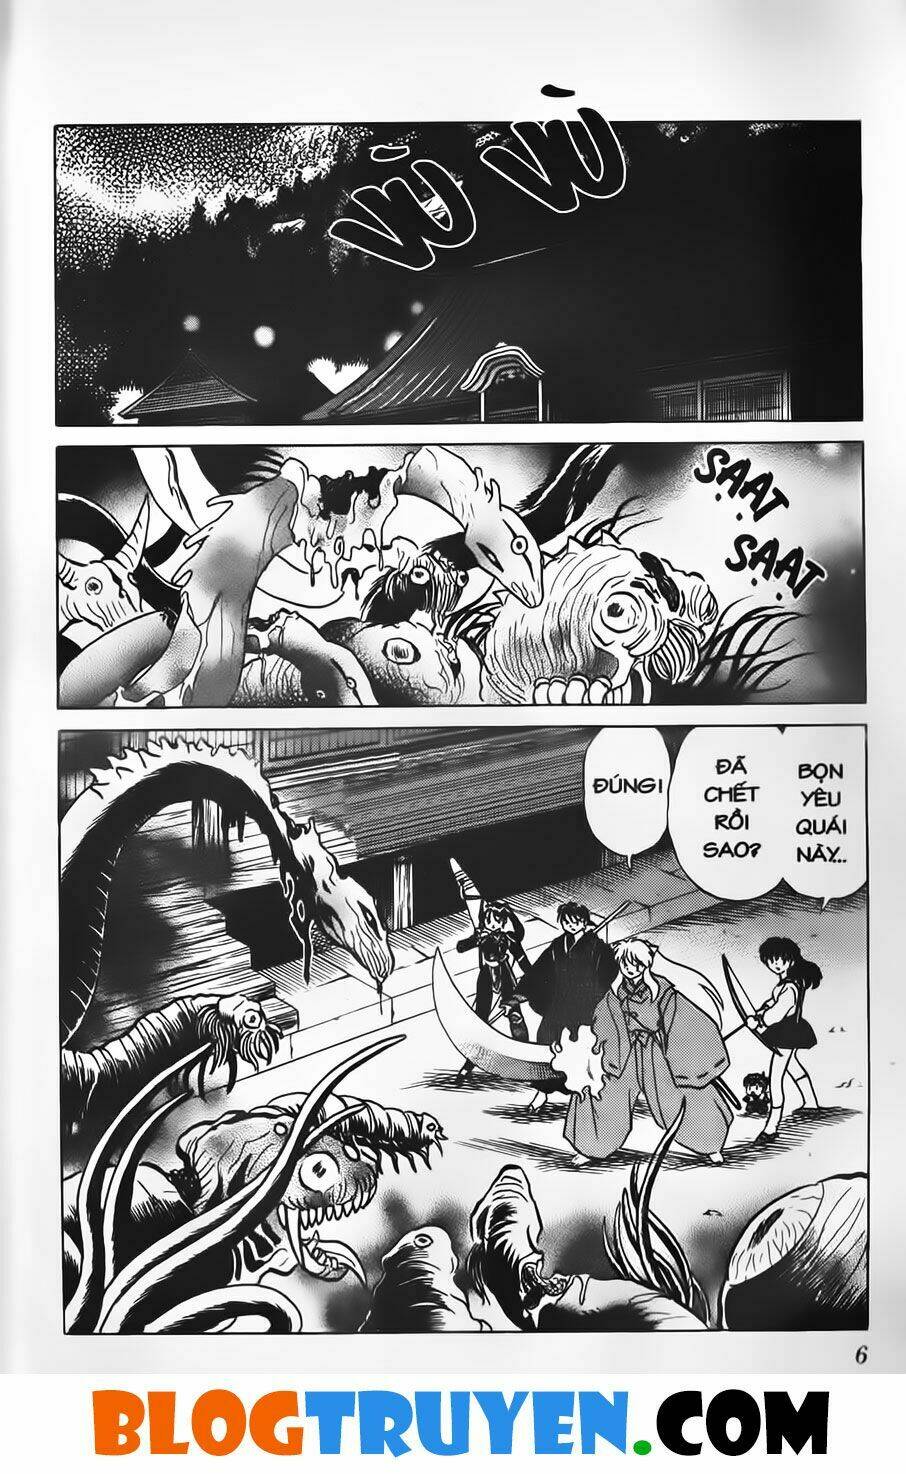 VÙ VÙ
SẠẠT
SẠẠT
BỌN
YÊU
QUÁI
NÀY...
ĐÃ
CHẾT
RỒI
SAO?
ĐÚNG!
6
BLOGTRUYEN.COM